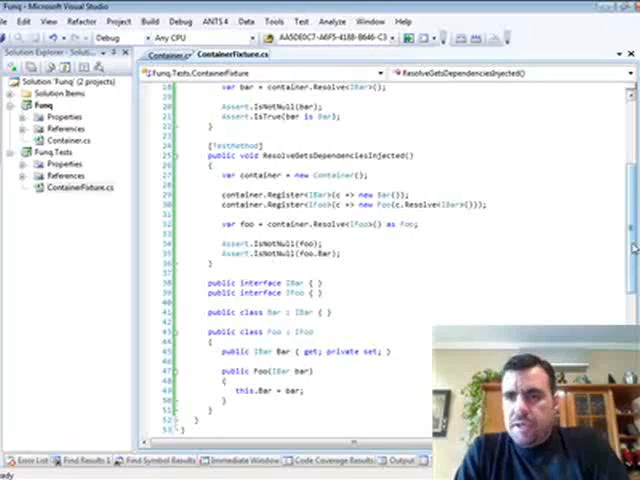 Funq - Microsoft Visual Studio
File Edit View Refactor Project Build Debug ANTS 4 Data Tools Test Analyze Window Help
Debug Any CPU
Solution Explorer - Solution 'Funq'
Container.cs ContainerFixture.cs
Funq.Tests.ContainerFixture ResolveGetsDependenciesInjected()
Solution 'Funq' (2 projects)
Solution Items
Funq
Properties
References
Container.cs
Funq.Tests
Properties
References
ContainerFixture.cs
var bar = container.Resolve<IBar>();
Assert.IsNotNull(bar);
Assert.IsTrue(bar is Bar);
}
[TestMethod]
public void ResolveGetsDependenciesInjected()
{
var container = new Container();
container.Register<IBar>(c => new Bar());
container.Register<IFoo>(c => new Foo(c.Resolve<IBar>()));
var foo = container.Resolve<IFoo>() as Foo;
Assert.IsNotNull(foo);
Assert.IsNotNull(foo.Bar);
}
public interface IBar { }
public interface IFoo { }
public class Bar : IBar { }
public class Foo : IFoo
{
public IBar Bar { get; private set; }
public Foo(IBar bar)
{
this.Bar = bar;
}
}
}
}
Error List Find Results 1 Find Symbol Results Immediate Window Code Coverage Results Output